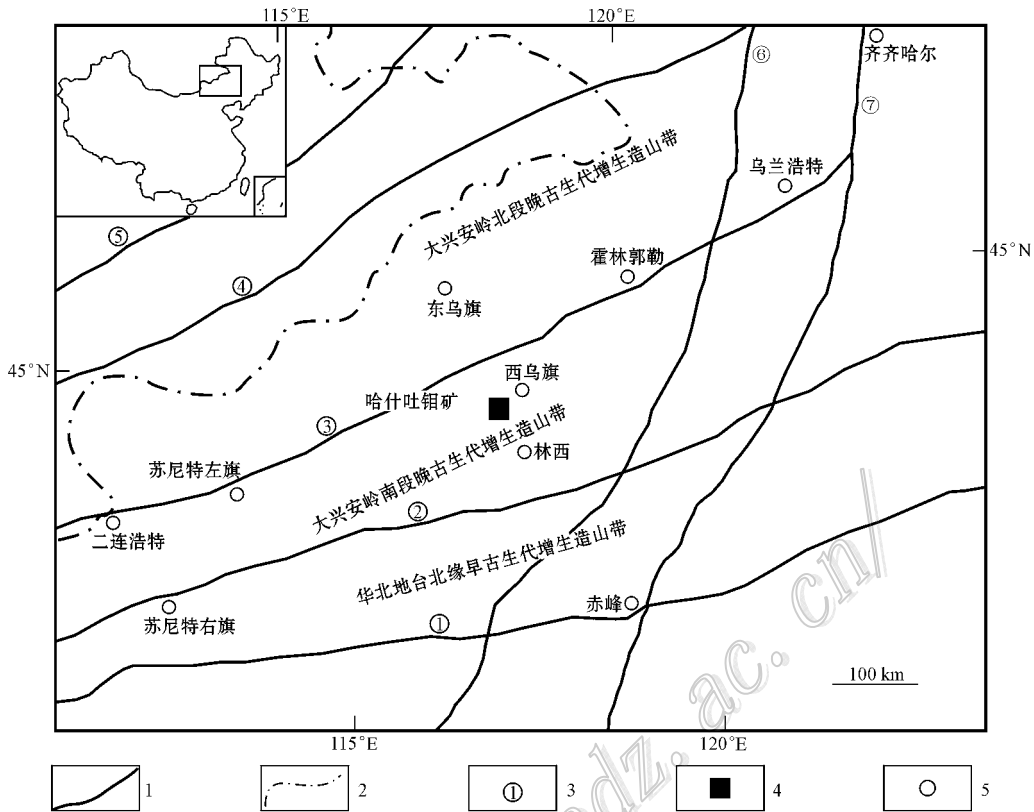 115°E
120°E
⑥
齐齐哈尔
⑦
乌兰浩特
大兴安岭北段晚古生代增生造山带
⑤
霍林郭勒
45°N
④
东乌旗
45°N
西乌旗
哈什吐钼矿
③
林西
苏尼特左旗
大兴安岭南段晚古生代增生造山带
②
二连浩特
华北地台北缘早古生代增生造山带
赤峰
苏尼特右旗
①
100 km
115°E
120°E
1
2
① 3
4
5
edz. ac. cn/